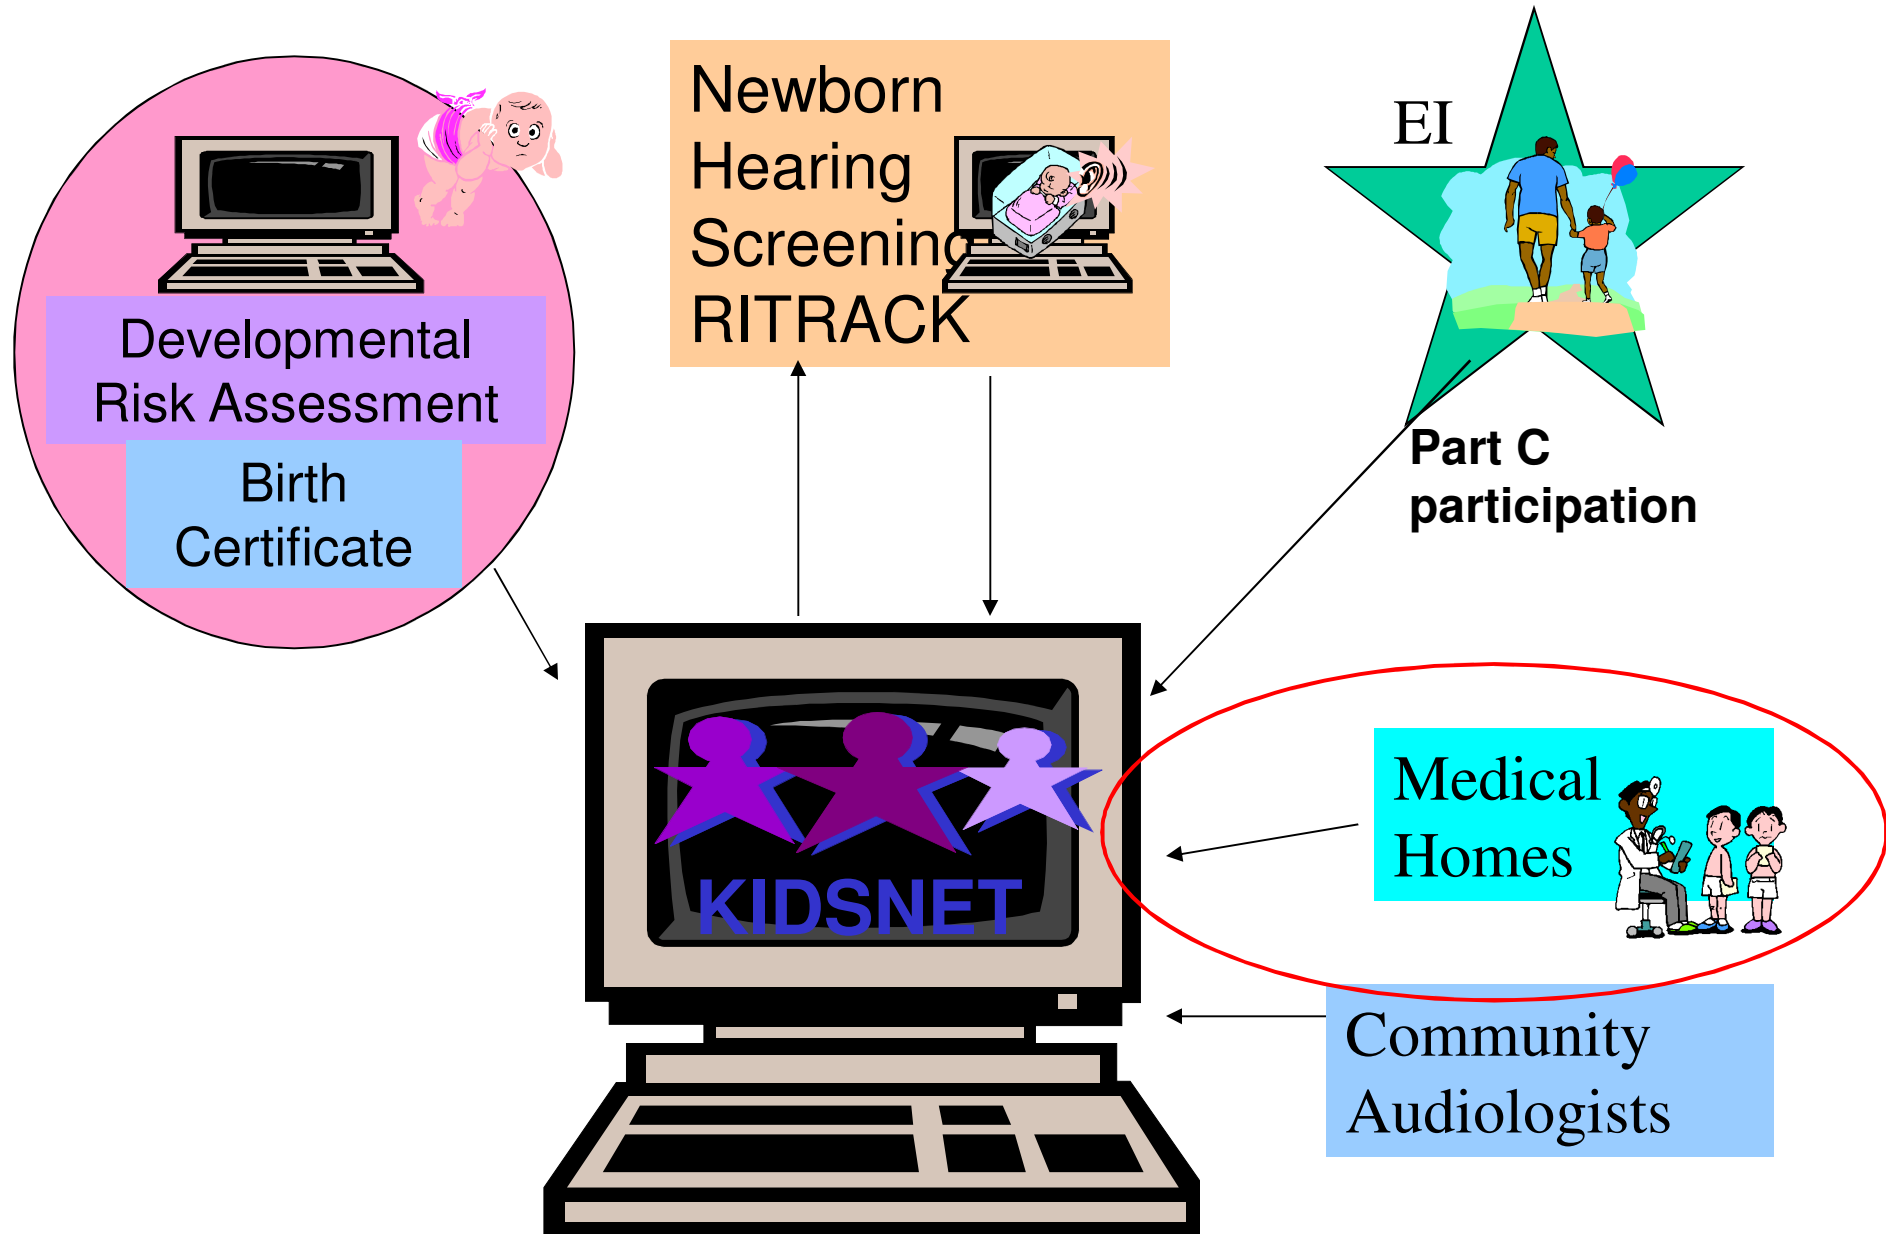 Developmental
Risk Assessment
Birth
Certificate
Newborn
Hearing
Screening
RITRACK
EI
Part C
participation
KIDSNET
Medical
Homes
Community
Audiologists